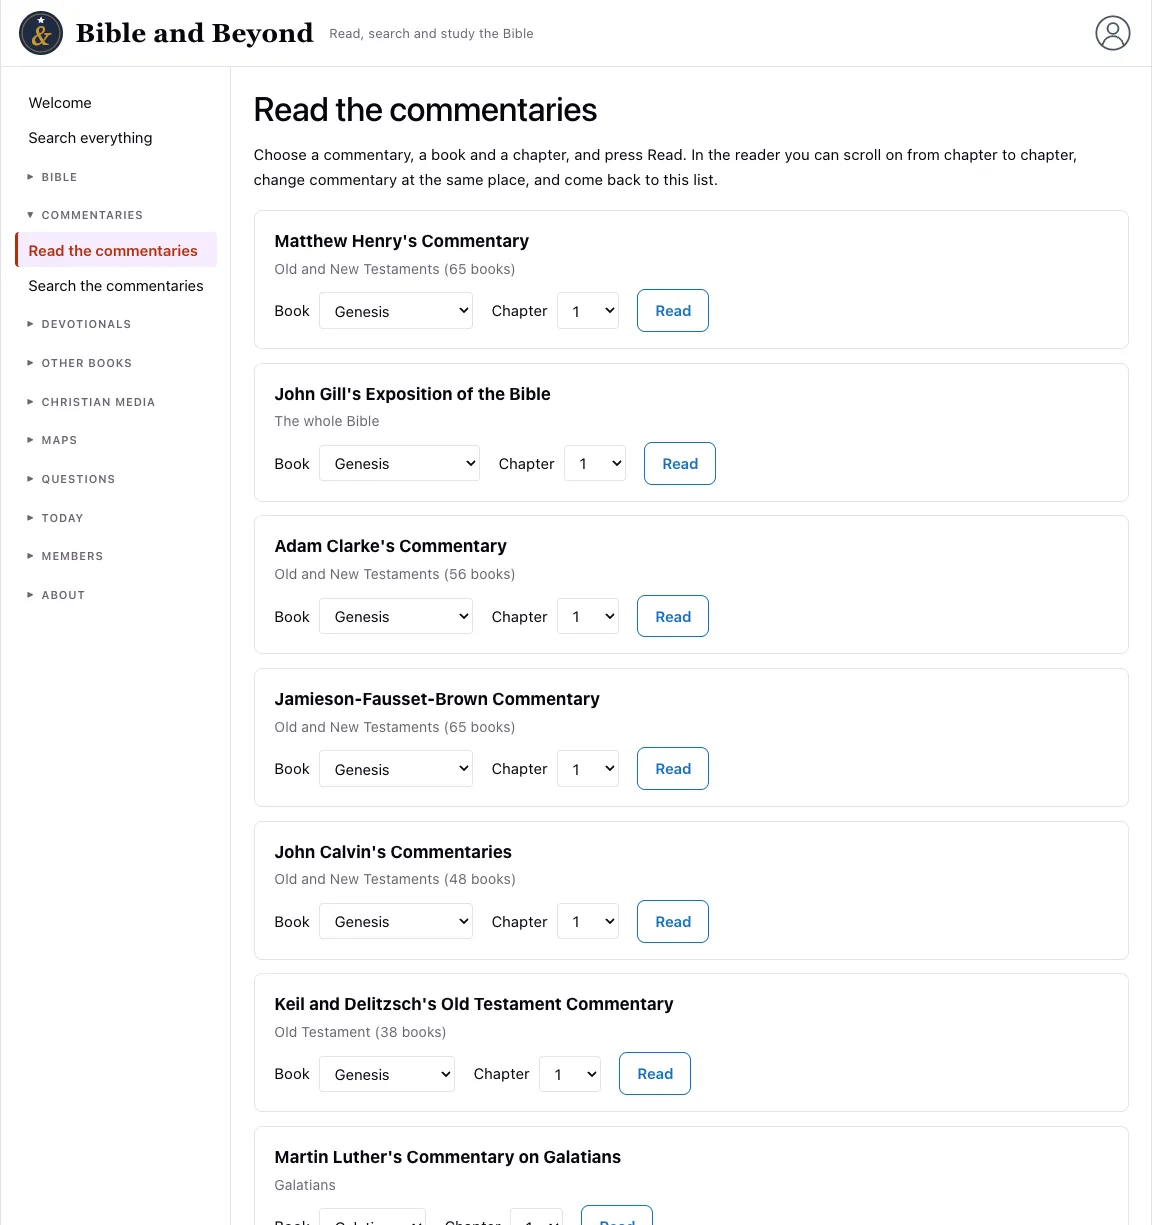 &
Bible and Beyond
Read, search and study the Bible
Welcome
Search everything
BIBLE
COMMENTARIES
Read the commentaries
Search the commentaries
DEVOTIONALS
OTHER BOOKS
CHRISTIAN MEDIA
MAPS
QUESTIONS
TODAY
MEMBERS
ABOUT
Read the commentaries
Choose a commentary, a book and a chapter, and press Read. In the reader you can scroll on from chapter to chapter,
change commentary at the same place, and come back to this list.
Matthew Henry's Commentary
Old and New Testaments (65 books)
Book Genesis Chapter 1 Read
John Gill's Exposition of the Bible
The whole Bible
Book Genesis Chapter 1 Read
Adam Clarke's Commentary
Old and New Testaments (56 books)
Book Genesis Chapter 1 Read
Jamieson-Fausset-Brown Commentary
Old and New Testaments (65 books)
Book Genesis Chapter 1 Read
John Calvin's Commentaries
Old and New Testaments (48 books)
Book Genesis Chapter 1 Read
Keil and Delitzsch's Old Testament Commentary
Old Testament (38 books)
Book Genesis Chapter 1 Read
Martin Luther's Commentary on Galatians
Galatians
Book Chapter 1 Read